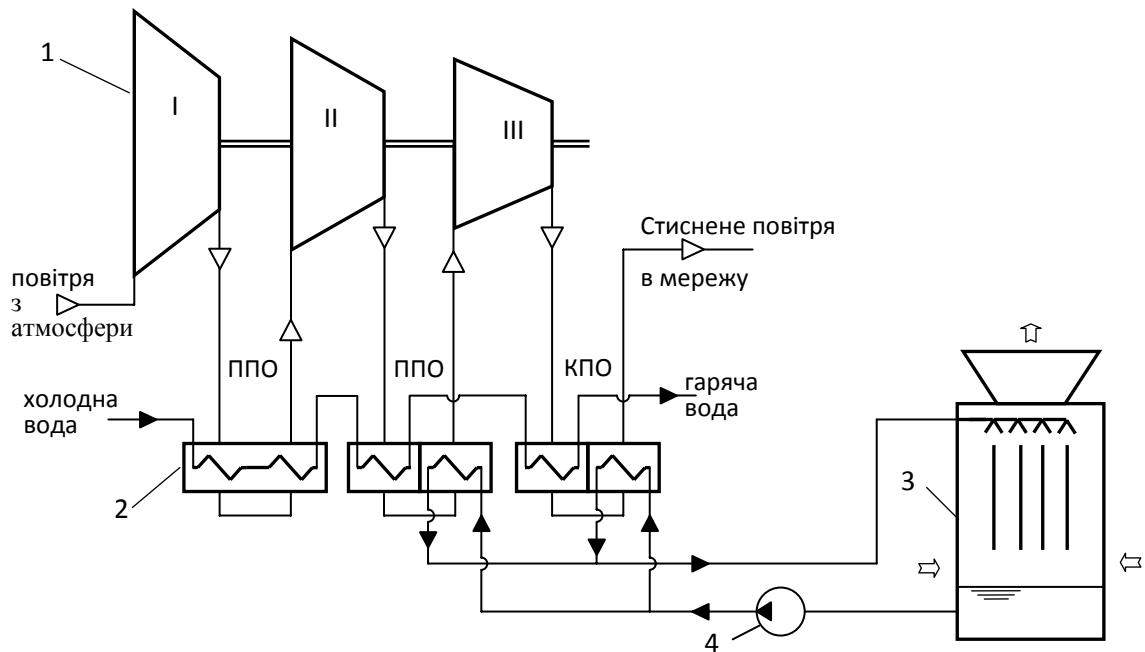 1
I
II
III
Стиснене повітря
в мережу
повітря
з
атмосфери
ППО
ППО
КПО
холодна
вода
гаряча
вода
2
3
4